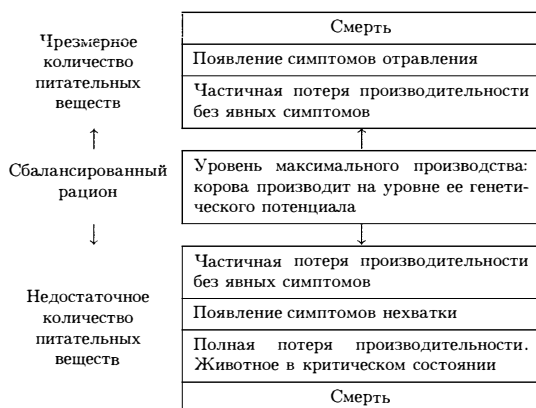 Чрезмерное
количество
питательных
веществ
Смерть
Появление симптомов отравления
Частичная потеря производительности
без явных симптомов
Сбалансированный
рацион
Уровень максимального производства:
корова производит на уровне ее генети-
ческого потенциала
Недостаточное
количество
питательных
веществ
Частичная потеря производительности
без явных симптомов
Появление симптомов нехватки
Полная потеря производительности.
Животное в критическом состоянии
Смерть